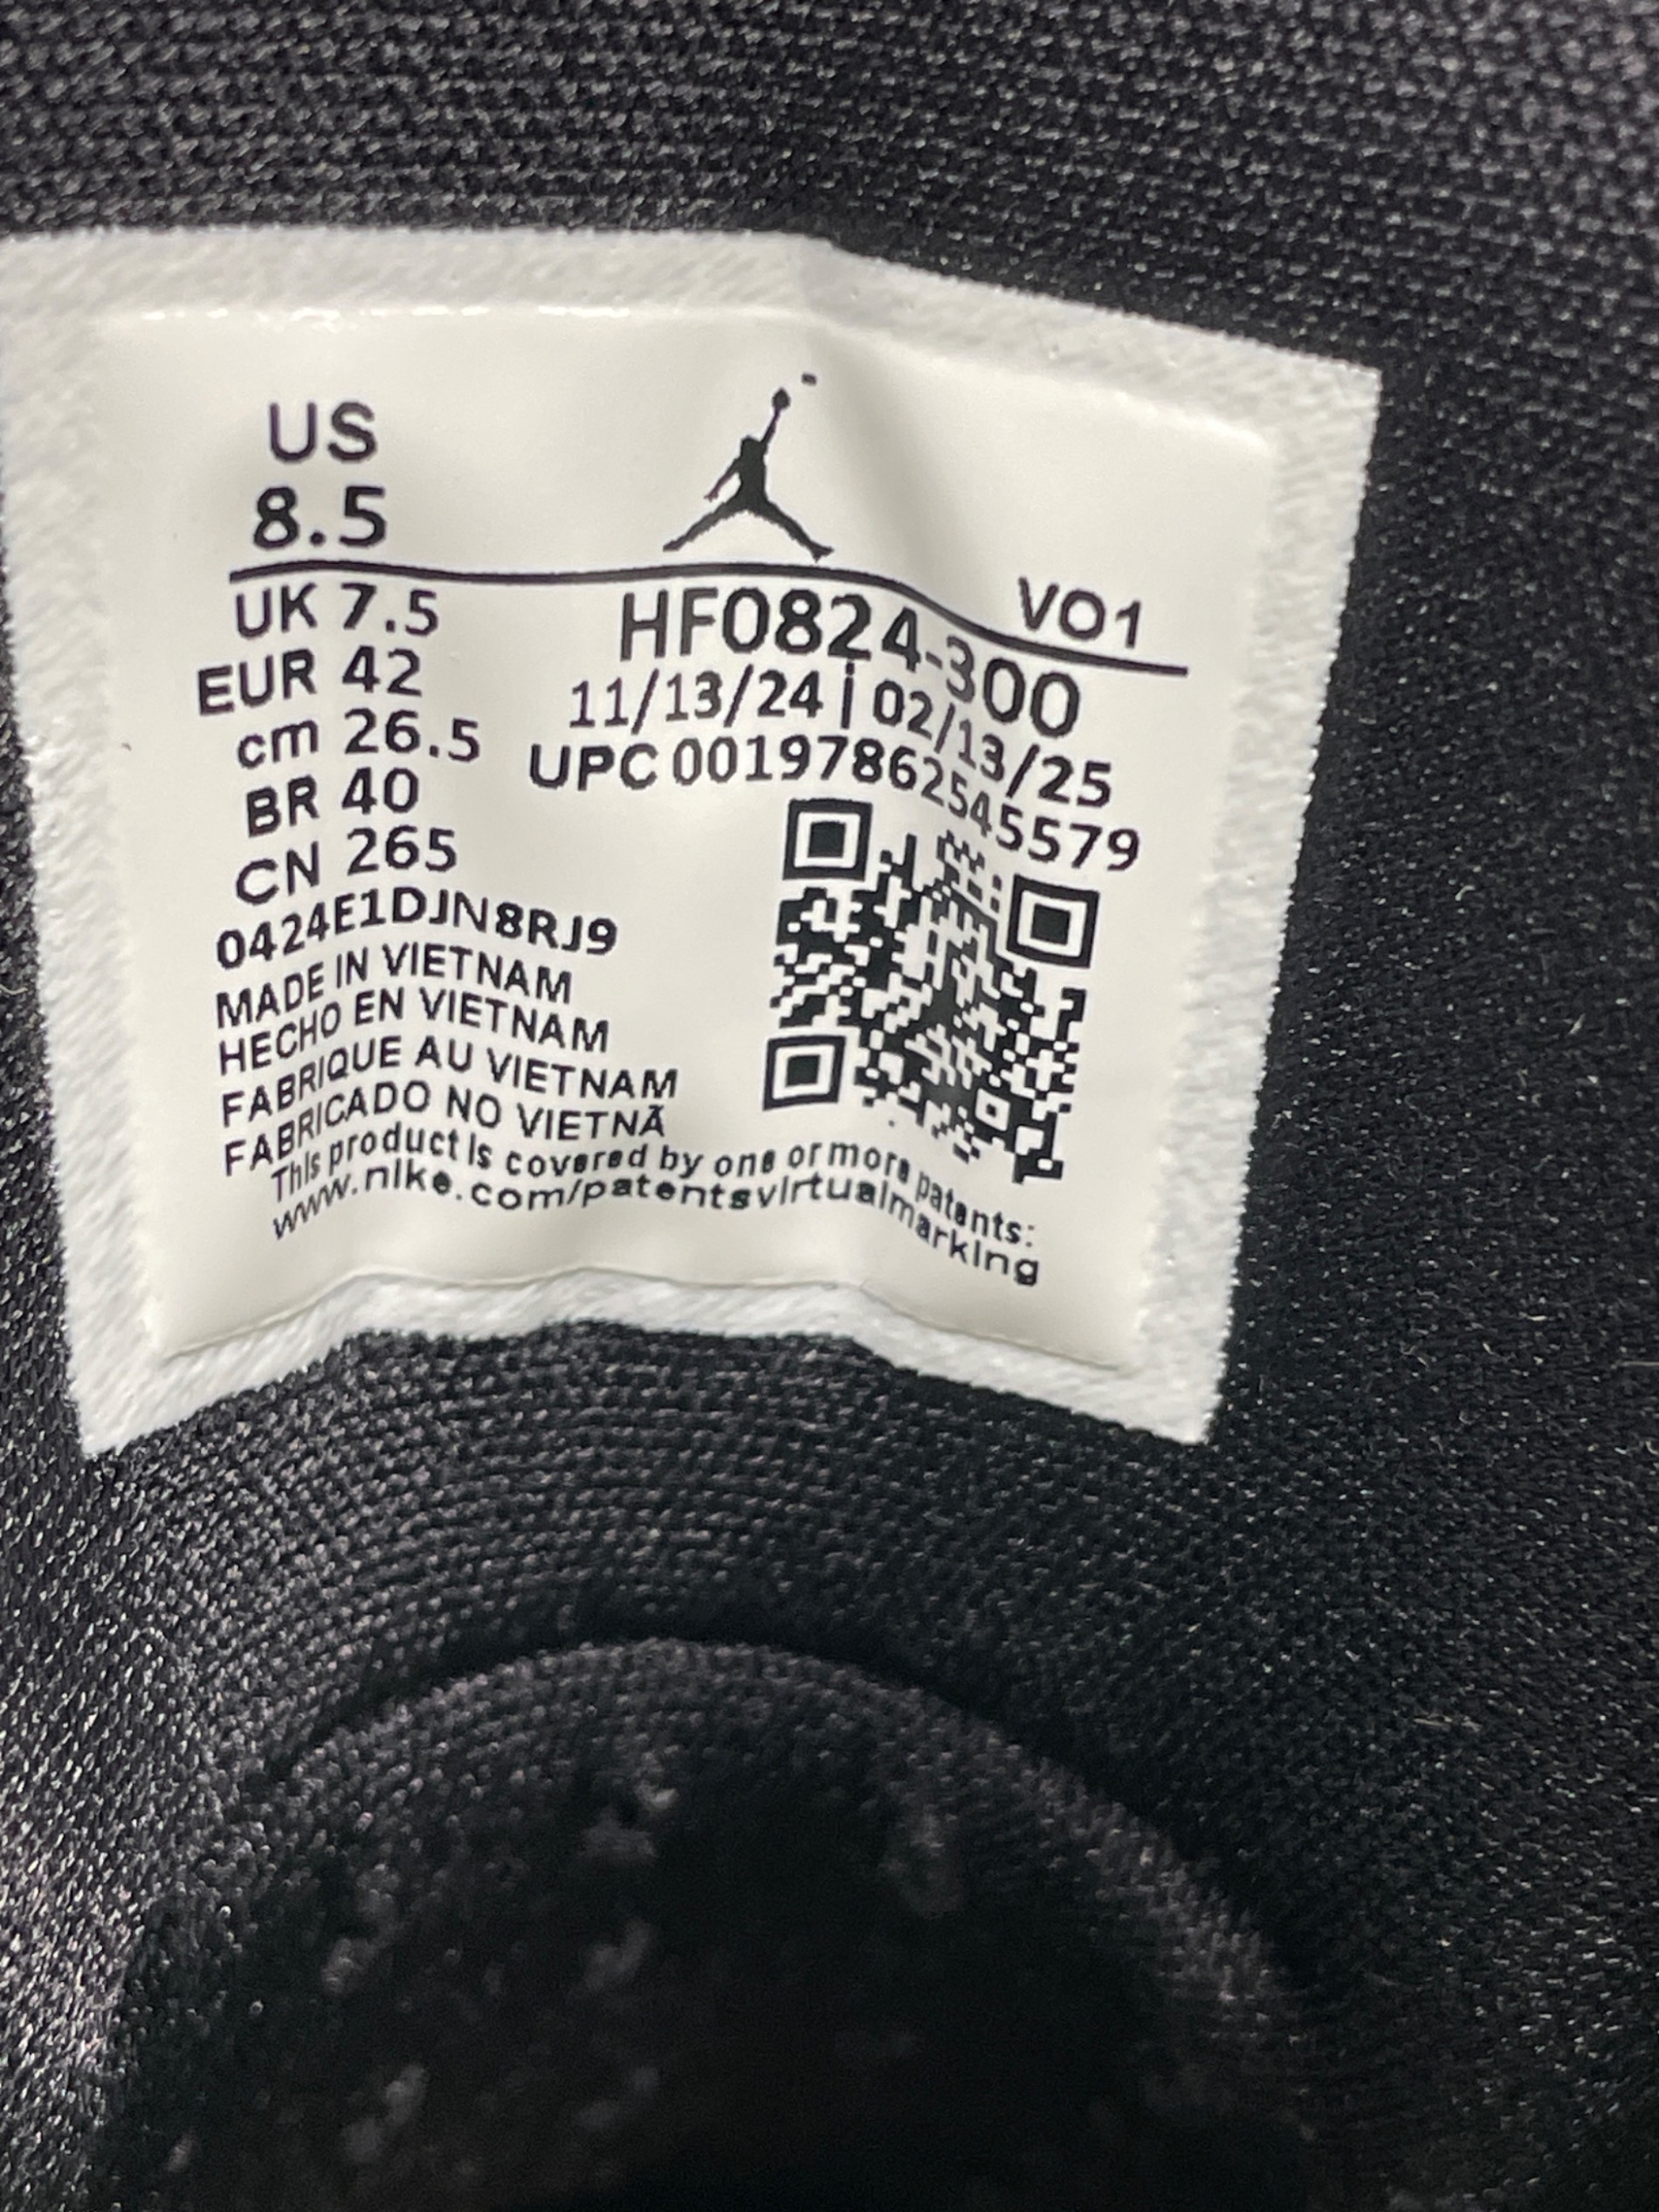 US
8.5
VO1
UK 7.5
HF0824-300
EUR 42
11/13/24 | 02/13/25
cm 26.5
UPC 00197862545579
BR 40
CN 265
0424E1DJN8RJ9
MADE IN VIETNAM
HECHO EN VIETNAM
FABRIQUE AU VIETNAM
FABRICADO NO VIETNÃ
This product is covered by one or more patents:
www.nike.com/patentsvirtualmarking